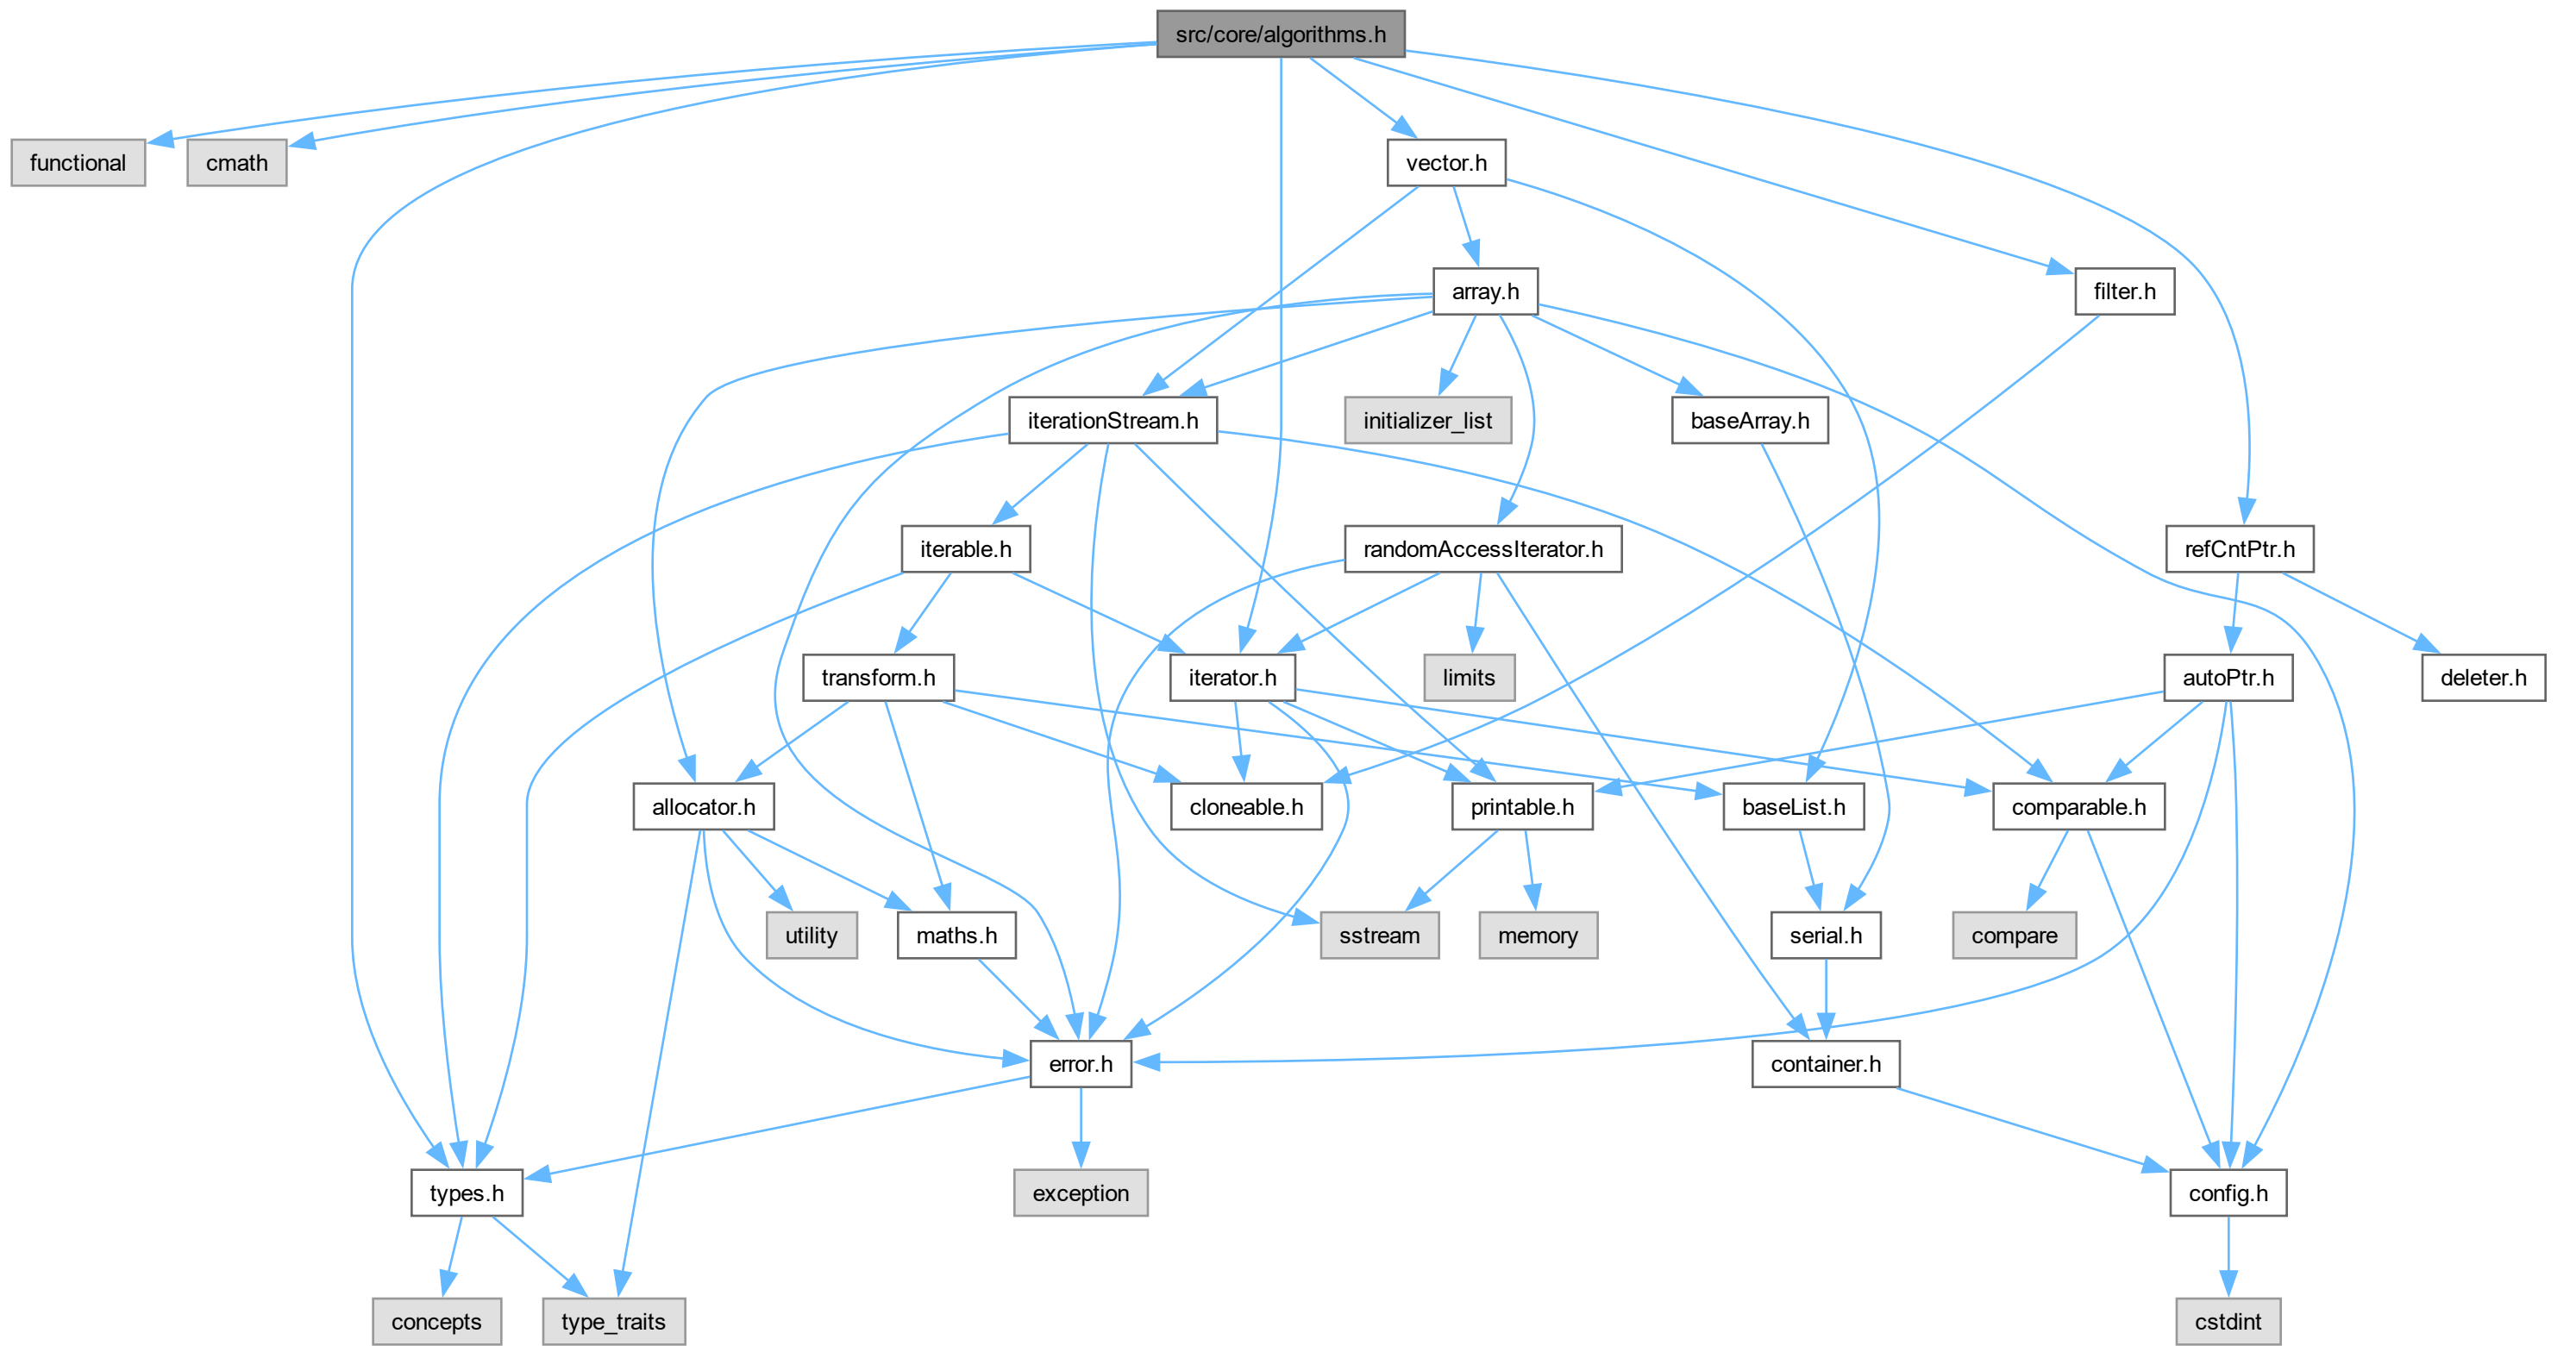 src/core/algorithms.h
functional
cmath
vector.h
array.h
filter.h
iterationStream.h
initializer_list
baseArray.h
iterable.h
randomAccessIterator.h
refCntPtr.h
transform.h
iterator.h
limits
autoPtr.h
deleter.h
allocator.h
cloneable.h
printable.h
baseList.h
comparable.h
utility
maths.h
sstream
memory
serial.h
compare
error.h
container.h
types.h
exception
config.h
concepts
type_traits
cstdint